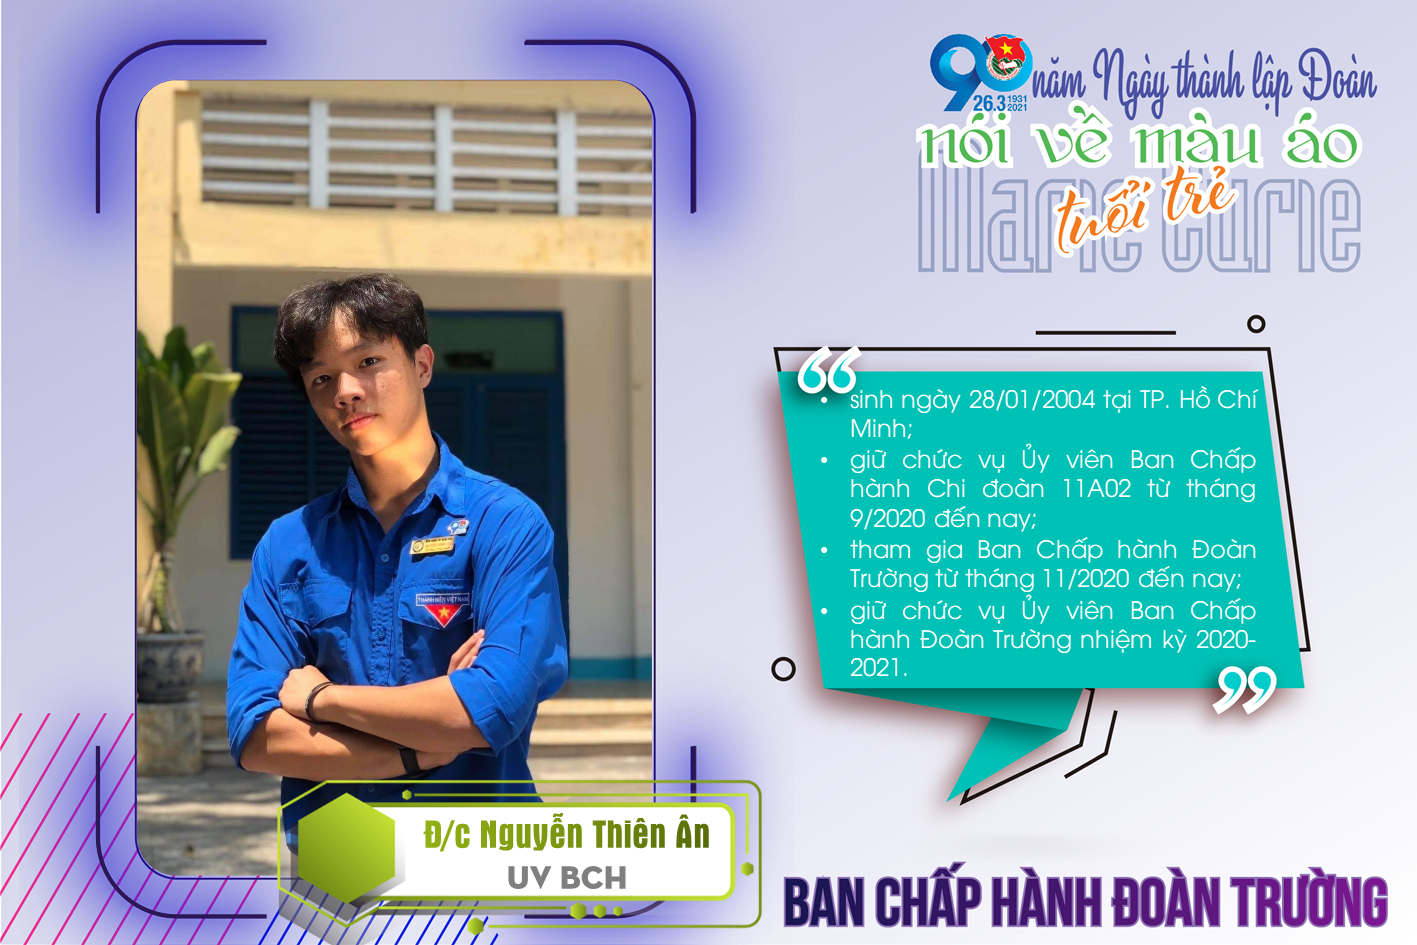 90 năm Ngày thành lập Đoàn
26.3 1931 2021
nói về màu áo
tuổi trẻ
Marie Curie
“
• sinh ngày 28/01/2004 tại TP. Hồ Chí
Minh;
• giữ chức vụ Ủy viên Ban Chấp
hành Chi đoàn 11A02 từ tháng
9/2020 đến nay;
• tham gia Ban Chấp hành Đoàn
Trường từ tháng 11/2020 đến nay;
• giữ chức vụ Ủy viên Ban Chấp
hành Đoàn Trường nhiệm kỳ 2020-
2021.
”
THANH NIÊN VIỆT NAM
Đ/c Nguyễn Thiên Ân
UV BCH
BAN CHẤP HÀNH ĐOÀN TRƯỜNG